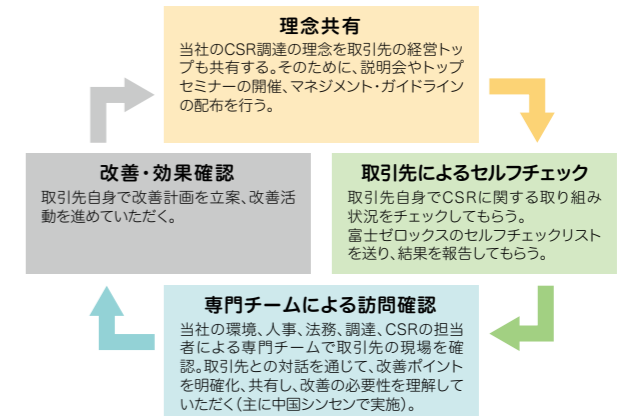 理念共有
当社のCSR調達の理念を取引先の経営トッ
プも共有する。そのために、説明会やトップ
セミナーの開催、マネジメント・ガイドライン
の配布を行う。
取引先によるセルフチェック
取引先自身でCSRに関する取り組み
状況をチェックしてもらう。
富士ゼロックスのセルフチェックリスト
を送り、結果を報告してもらう。
専門チームによる訪問確認
当社の環境、人事、法務、調達、CSRの担当
者による専門チームで取引先の現場を確
認。取引先との対話を通じて、改善ポイント
を明確化、共有し、改善の必要性を理解して
いただく(主に中国シンセンで実施)。
改善・効果確認
取引先自身で改善計画を立案、改善活
動を進めていただく。